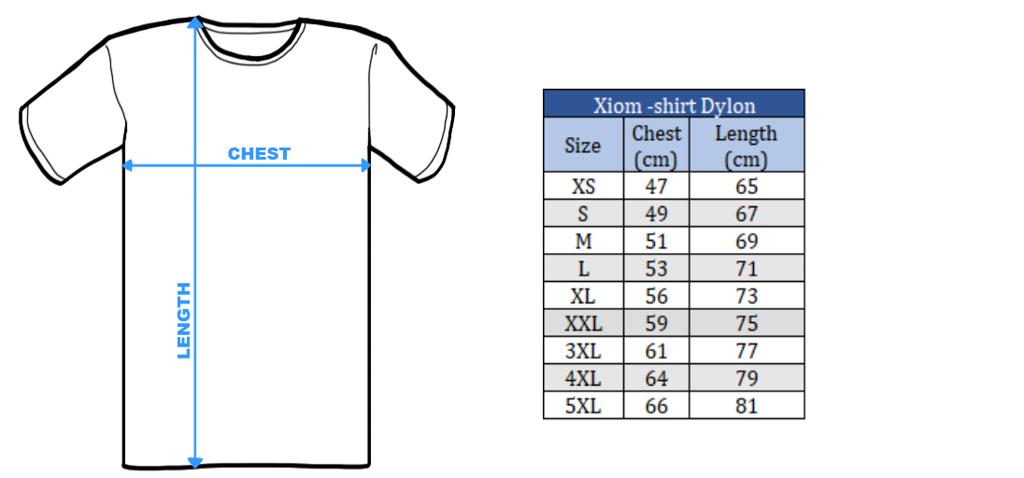 CHEST
LENGTH
Xiom -shirt Dylon
Size Chest (cm) Length (cm)
XS 47 65
S 49 67
M 51 69
L 53 71
XL 56 73
XXL 59 75
3XL 61 77
4XL 64 79
5XL 66 81